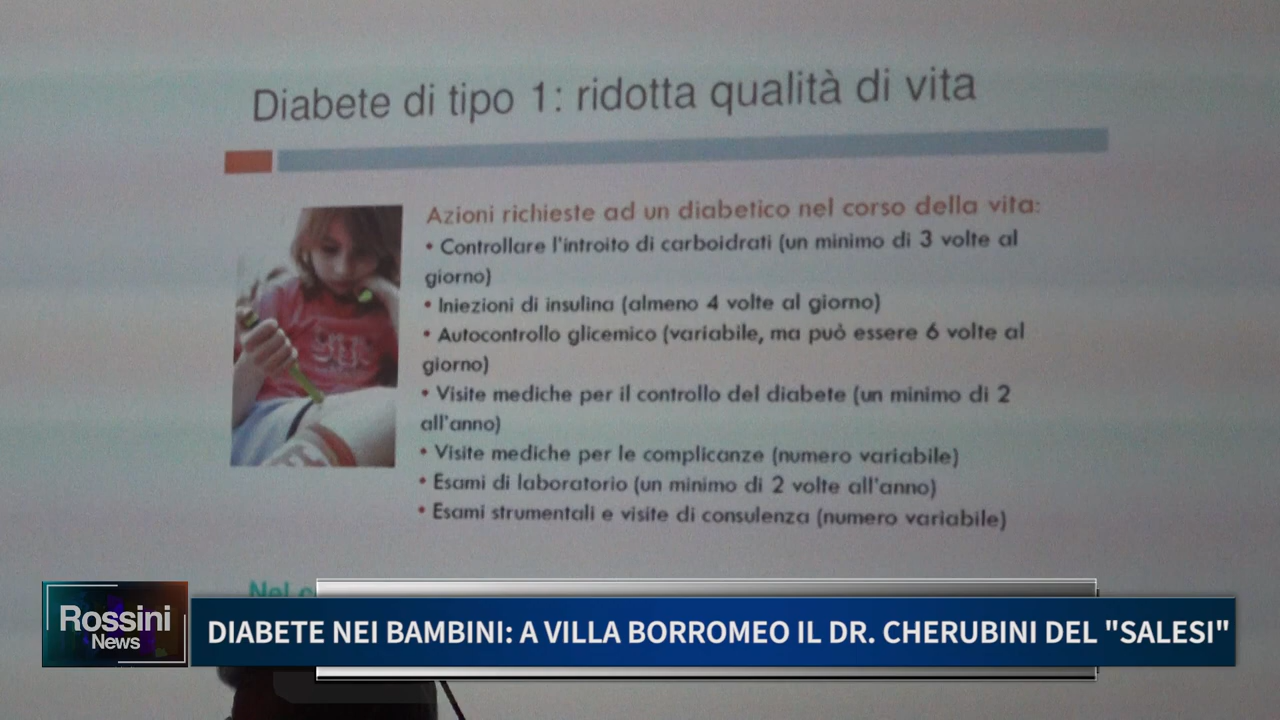 Diabete di tipo 1: ridotta qualità di vita
Azioni richieste ad un diabetico nel corso della vita:
• Controllare l'introito di carboidrati (un minimo di 3 volte al
giorno)
• Iniezioni di insulina (almeno 4 volte al giorno)
• Autocontrollo glicemico (variabile, ma può essere 6 volte al
giorno)
• Visite mediche per il controllo del diabete (un minimo di 2
all'anno)
• Visite mediche per le complicanze (numero variabile)
• Esami di laboratorio (un minimo di 2 volte all'anno)
• Esami strumentali e visite di consulenza (numero variabile)
Nel
Rossini
News
DIABETE NEI BAMBINI: A VILLA BORROMEO IL DR. CHERUBINI DEL "SALESI"